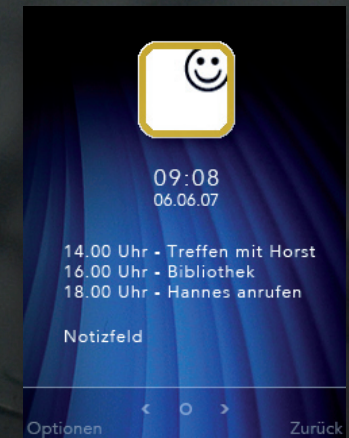 09:08
06.06.07
14.00 Uhr - Treffen mit Horst
16.00 Uhr - Bibliothek
18.00 Uhr - Hannes anrufen
Notizfeld
< O >
Optionen Zurück